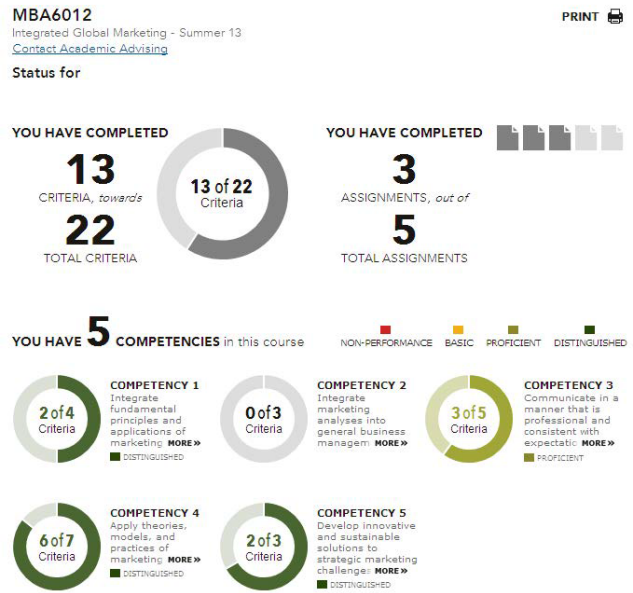 MBA6012
PRINT
Integrated Global Marketing - Summer 13
Contact Academic Advising
Status for
YOU HAVE COMPLETED
13
CRITERIA, towards
22
TOTAL CRITERIA
13 of 22
Criteria
YOU HAVE COMPLETED
3
ASSIGNMENTS, out of
5
TOTAL ASSIGNMENTS
YOU HAVE 5 COMPETENCIES in this course
NON-PERFORMANCE BASIC PROFICIENT DISTINGUISHED
2 of 4
Criteria
COMPETENCY 1
Integrate
fundamental
principles and
applications of
marketing MORE »
DISTINGUISHED
0 of 3
Criteria
COMPETENCY 2
Integrate
marketing
analyses into
general business
managem MORE »
3 of 5
Criteria
COMPETENCY 3
Communicate in a
manner that is
professional and
consistent with
expectatic MORE »
PROFICIENT
6 of 7
Criteria
COMPETENCY 4
Apply theories,
models, and
practices of
marketing MORE »
DISTINGUISHED
2 of 3
Criteria
COMPETENCY 5
Develop innovative
and sustainable
solutions to
strategic marketing
challenge: MORE »
DISTINGUISHED